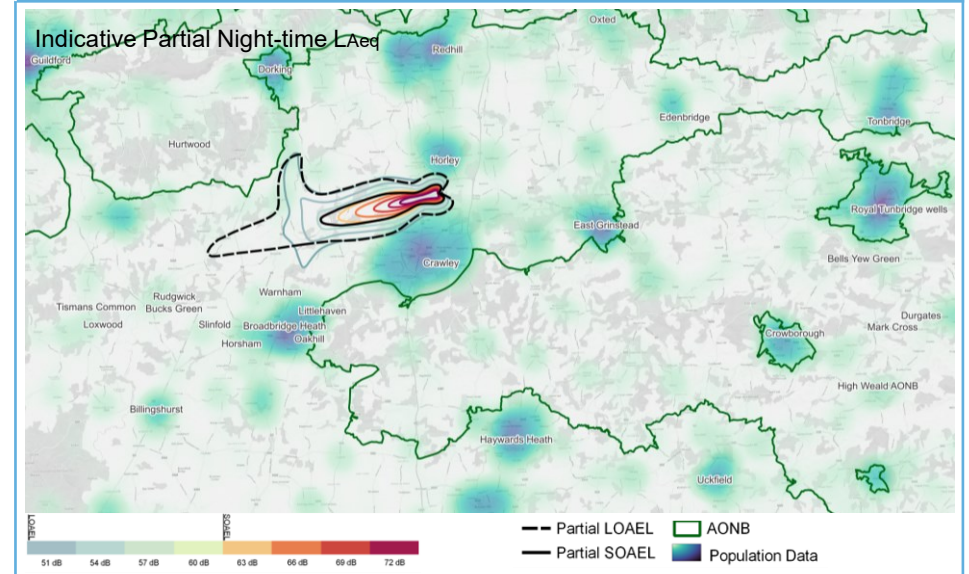 Indicative Partial Night-time LAeq
Oxted
Redhill
Guildford
Dorking
Edenbridge
Tonbridge
Hurtwood
Horley
Royal Tunbridge wells
East Grinstead
Bells Yew Green
Crawley
Warnham
Rudgwick
Tismans Common
Bucks Green
Littlehaven
Durgates
Loxwood
Slinfold
Broadbridge Heath
Mark Cross
Crowborough
Oakhill
Horsham
High Weald AONB
Billingshurst
Haywards Heath
Uckfield
LOAEL
SOAEL
51 dB
54 dB
57 dB
60 dB
63 dB
66 dB
69 dB
72 dB
Partial LOAEL
AONB
Partial SOAEL
Population Data